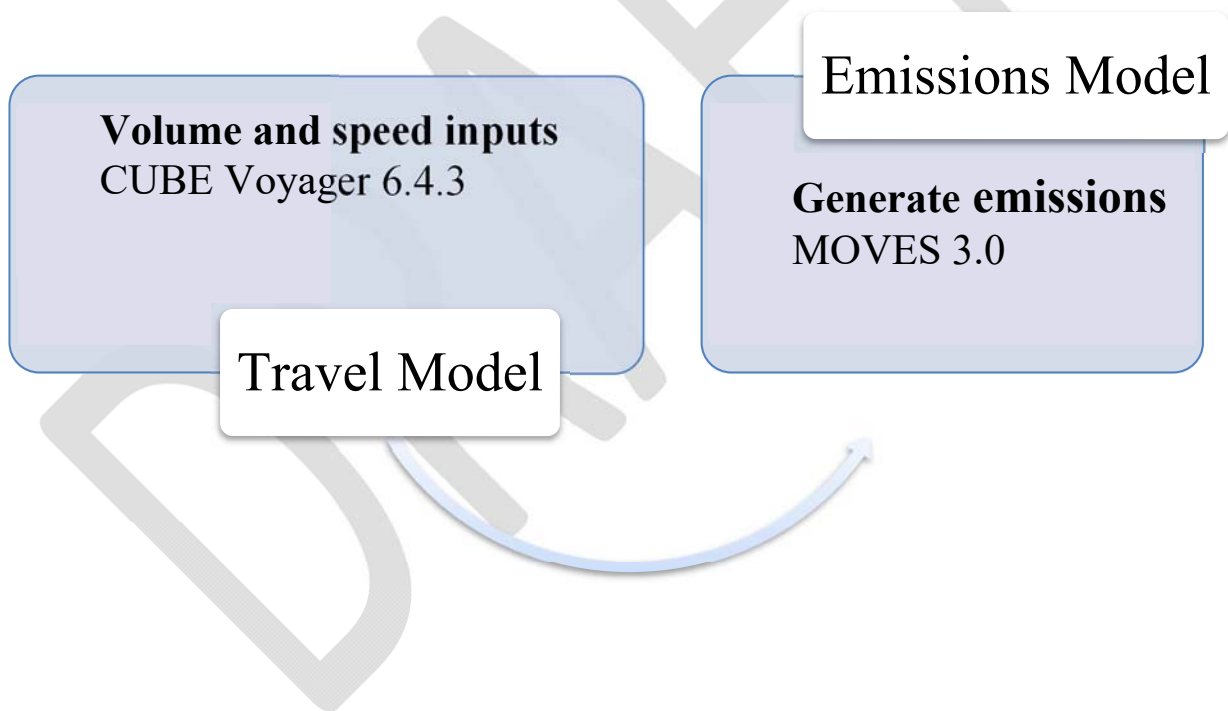 Volume and speed inputs
CUBE Voyager 6.4.3
Travel Model
Emissions Model
Generate emissions
MOVES 3.0